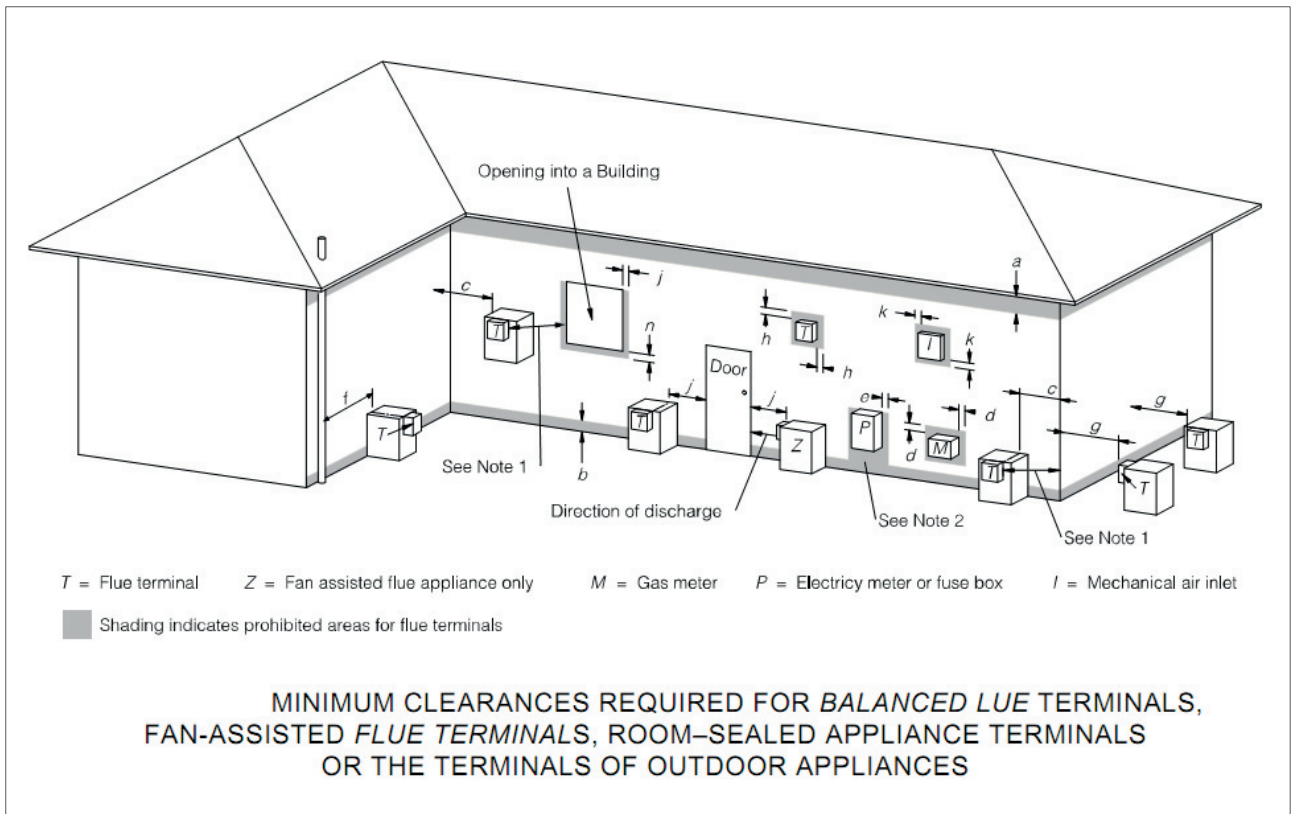 Opening into a Building
a
c
j
k
T
n
h
T
I
k
h
Door
c
f
j
j
e
d
g
g
T
T
P
T
Z
d
M
T
T
See Note 1
b
Direction of discharge
See Note 2
See Note 1
T = Flue terminal Z = Fan assisted flue appliance only M = Gas meter P = Electricy meter or fuse box I = Mechanical air inlet
Shading indicates prohibited areas for flue terminals
MINIMUM CLEARANCES REQUIRED FOR BALANCED LUE TERMINALS,
FAN-ASSISTED FLUE TERMINALS, ROOM–SEALED APPLIANCE TERMINALS
OR THE TERMINALS OF OUTDOOR APPLIANCES